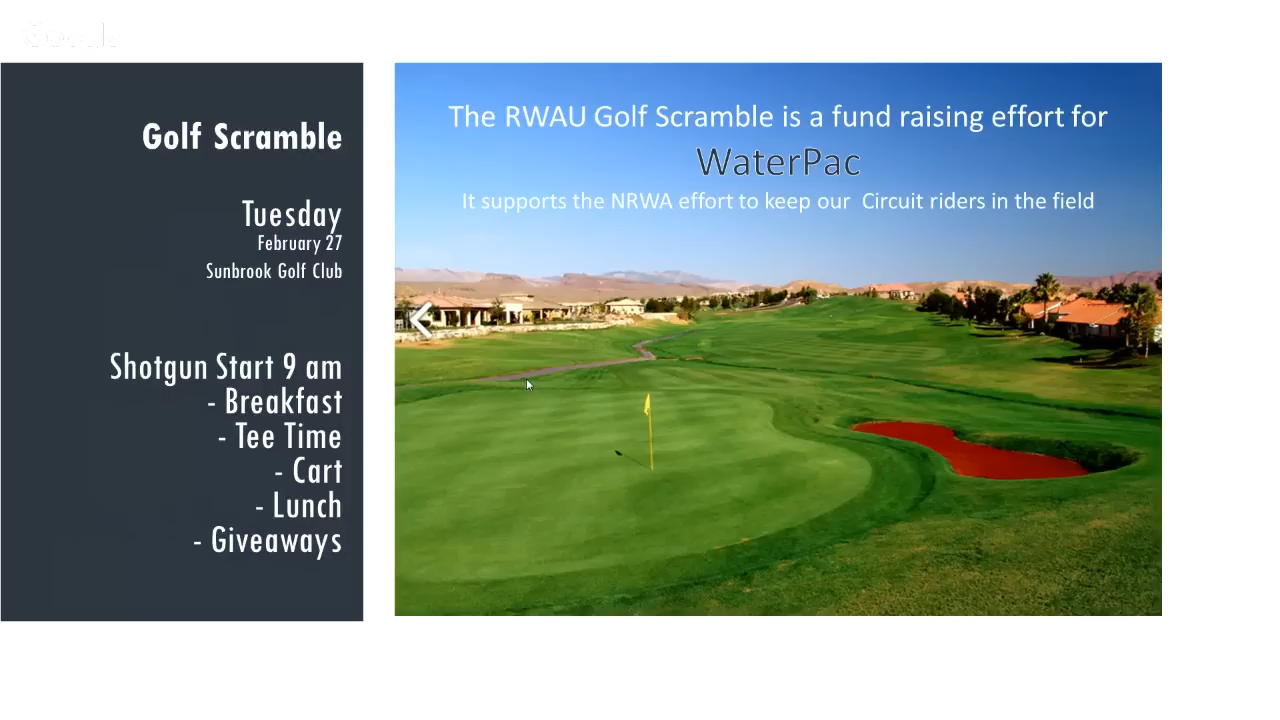 Golf Scramble
Tuesday
February 27
Sunbrook Golf Club
Shotgun Start 9 am
- Breakfast
- Tee Time
- Cart
- Lunch
- Giveaways
The RWAU Golf Scramble is a fund raising effort for
WaterPac
It supports the NRWA effort to keep our Circuit riders in the field